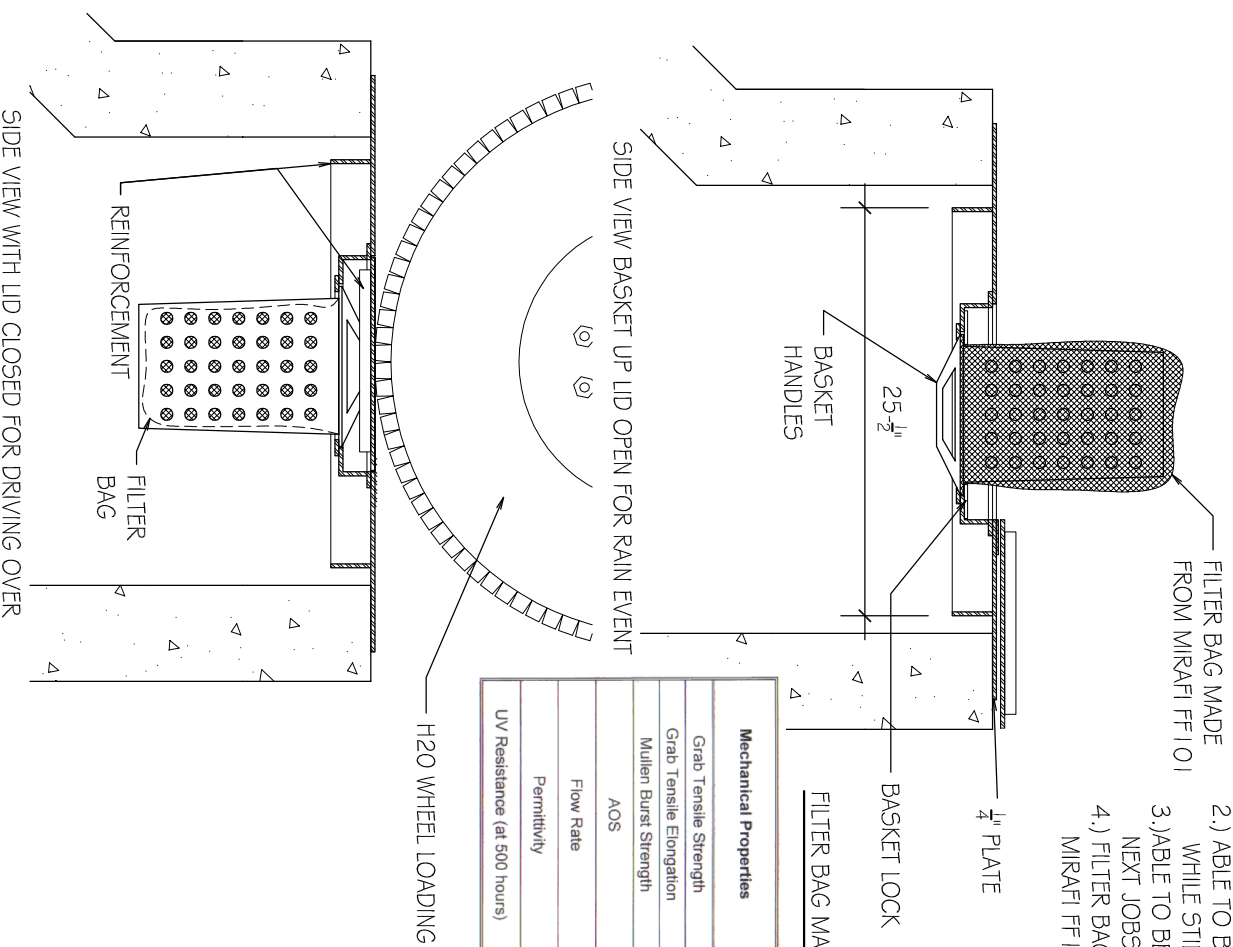 2.) ABLE TO B
WHILE STI
3.)ABLE TO BE
NEXT JOBS
4.) FILTER BAG
MIRAFI FF1
FILTER BAG MADE
FROM MIRAFI FF101
1/4" PLATE
BASKET LOCK
25-1/2"
BASKET
HANDLES
SIDE VIEW BASKET UP LID OPEN FOR RAIN EVENT
FILTER BAG MA
Mechanical Properties
Grab Tensile Strength
Grab Tensile Elongation
Mullen Burst Strength
AOS
Flow Rate
Permittivity
UV Resistance (at 500 hours)
H20 WHEEL LOADING
REINFORCEMENT
FILTER
BAG
SIDE VIEW WITH LID CLOSED FOR DRIVING OVER